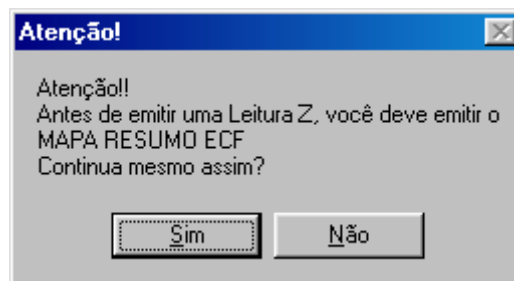 Atenção!
Atenção!!
Antes de emitir uma Leitura Z, você deve emitir o
MAPA RESUMO ECF
Continua mesmo assim?
Sim
Não